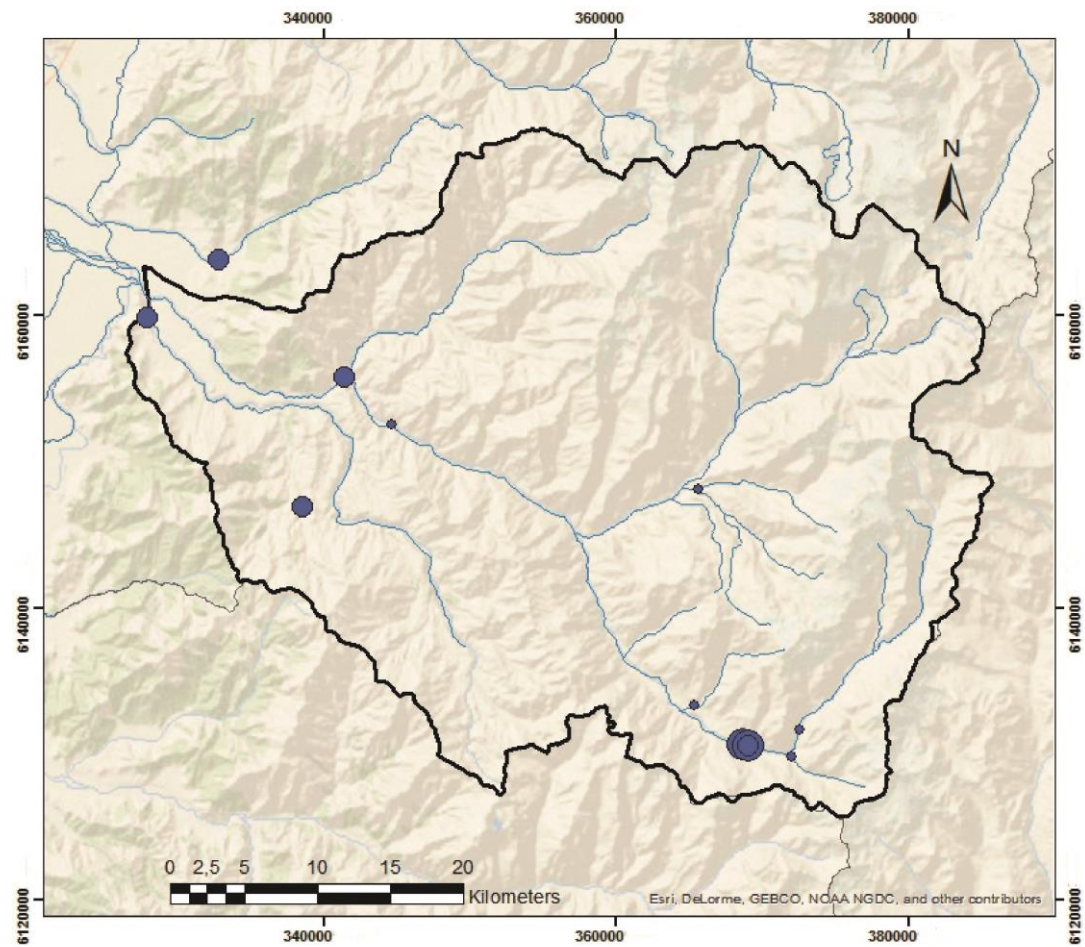 340000 360000 380000
N
6160000 6160000
6140000 6140000
0 2,5 5 10 15 20
Kilometers
Esri, DeLorme, GEBCO, NOAA NGDC, and other contributors
6120000 6120000
340000 360000 380000